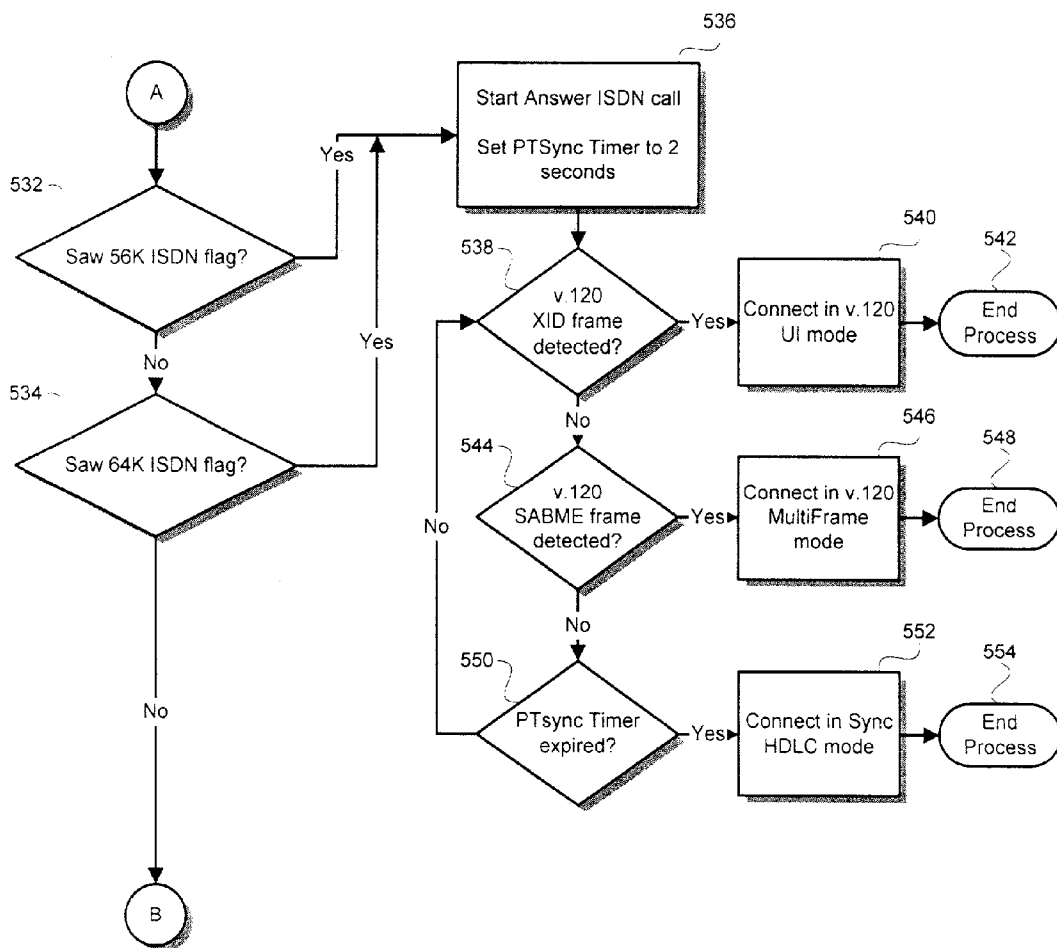 536
A
Start Answer ISDN call
Set PTSync Timer to 2
seconds
Yes
532
Saw 56K ISDN flag?
No
Yes
534
Saw 64K ISDN flag?
No
B
538
v.120
XID frame
detected?
Yes
540
Connect in v.120
UI mode
542
End
Process
No
544
v.120
SABME frame
detected?
Yes
546
Connect in v.120
MultiFrame
mode
548
End
Process
No
No
550
PTsync Timer
expired?
Yes
552
Connect in Sync
HDLC mode
554
End
Process